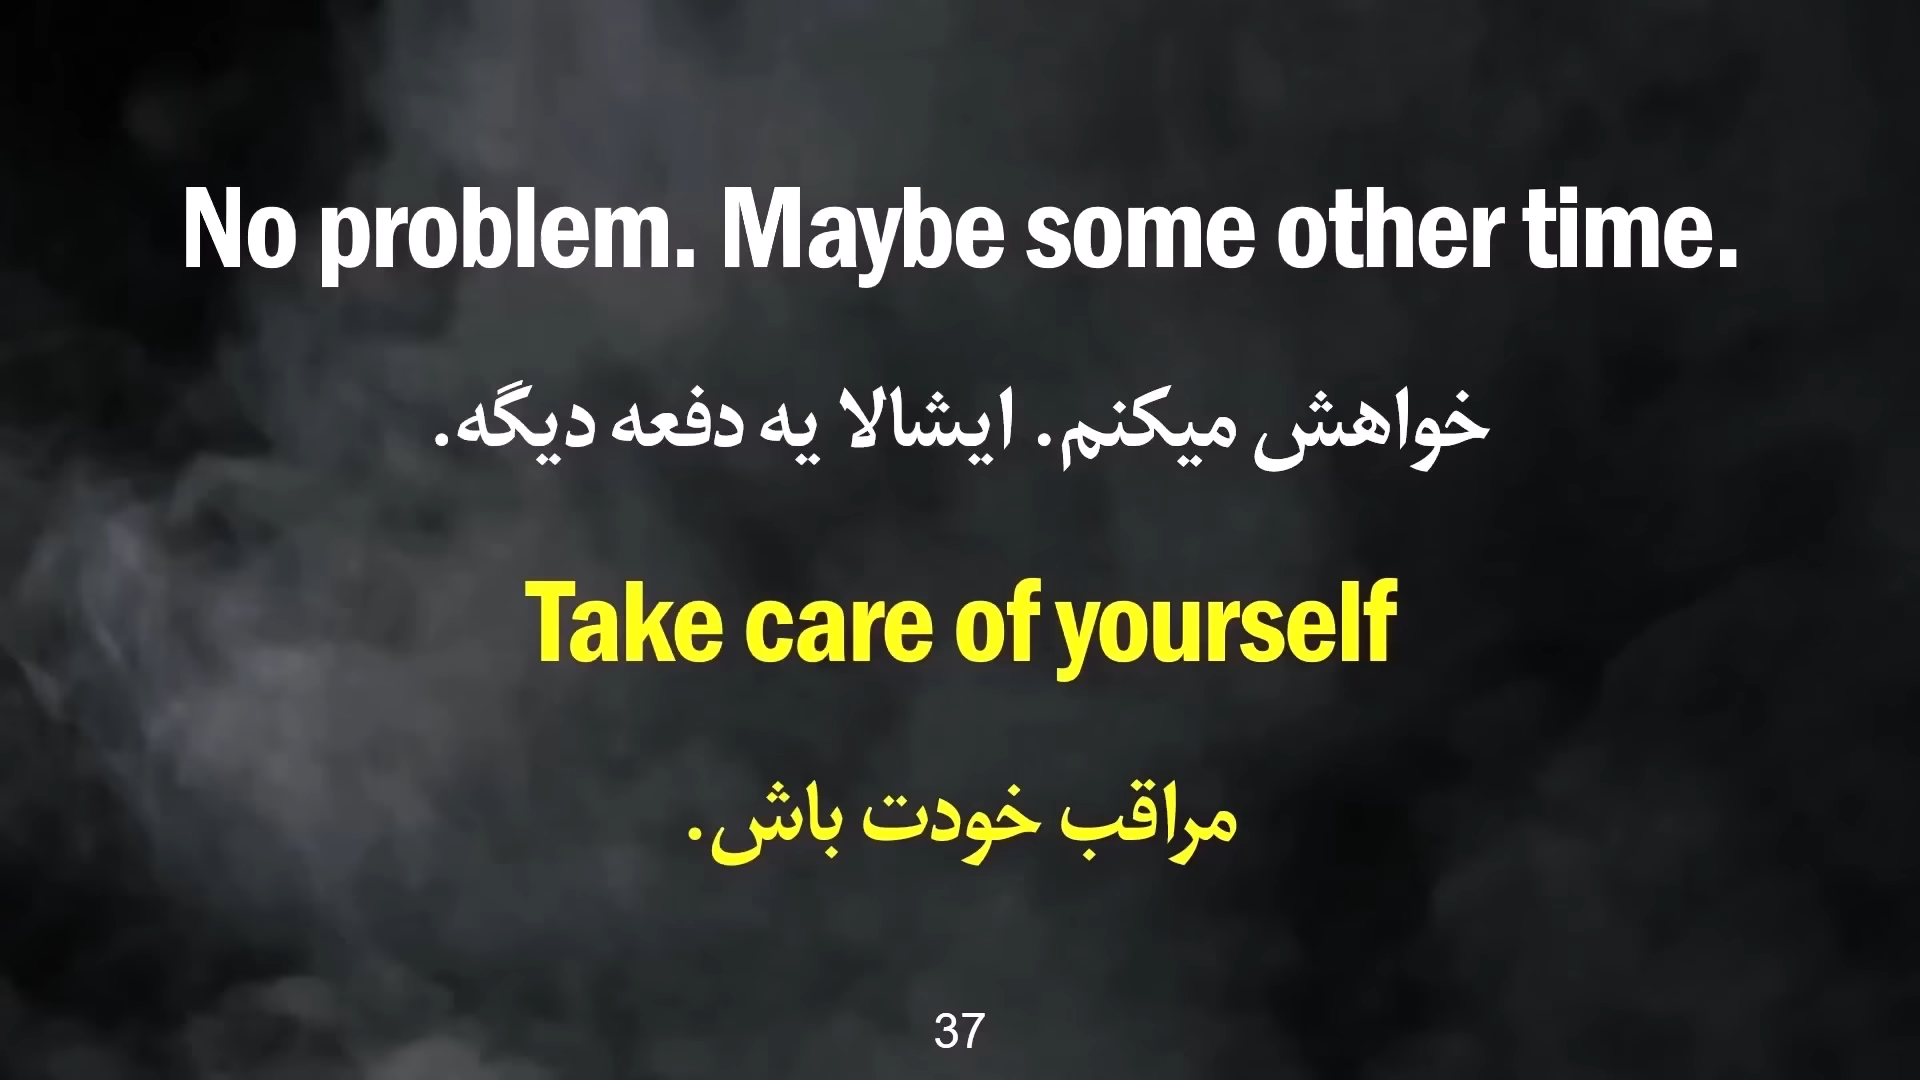 No problem. Maybe some other time.
خواهش میکنم. ایشالا یه دفعه دیگه.
Take care of yourself
مراقب خودت باش.
37